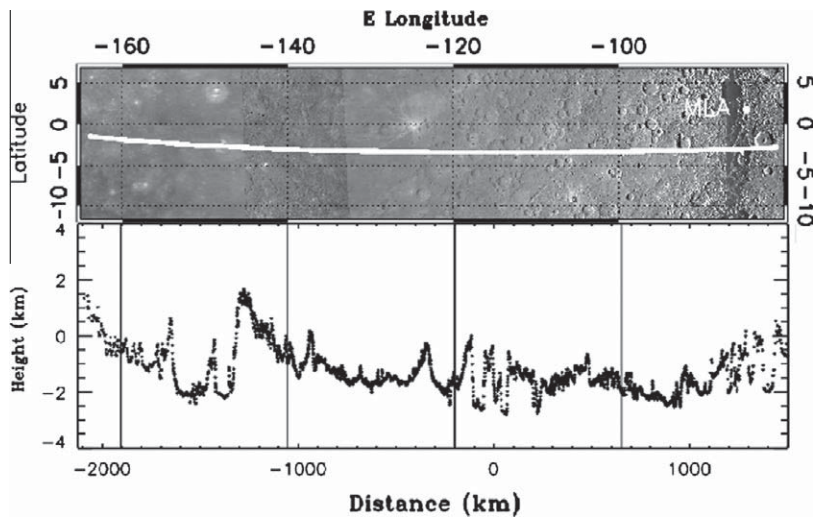 E Longitude
−160 −140 −120 −100
5 5
MLA
0 0
Latitude
−5 −5
−10 −10
4
2
0
Height (km)
−2
−4
−2000 −1000 0 1000
Distance (km)